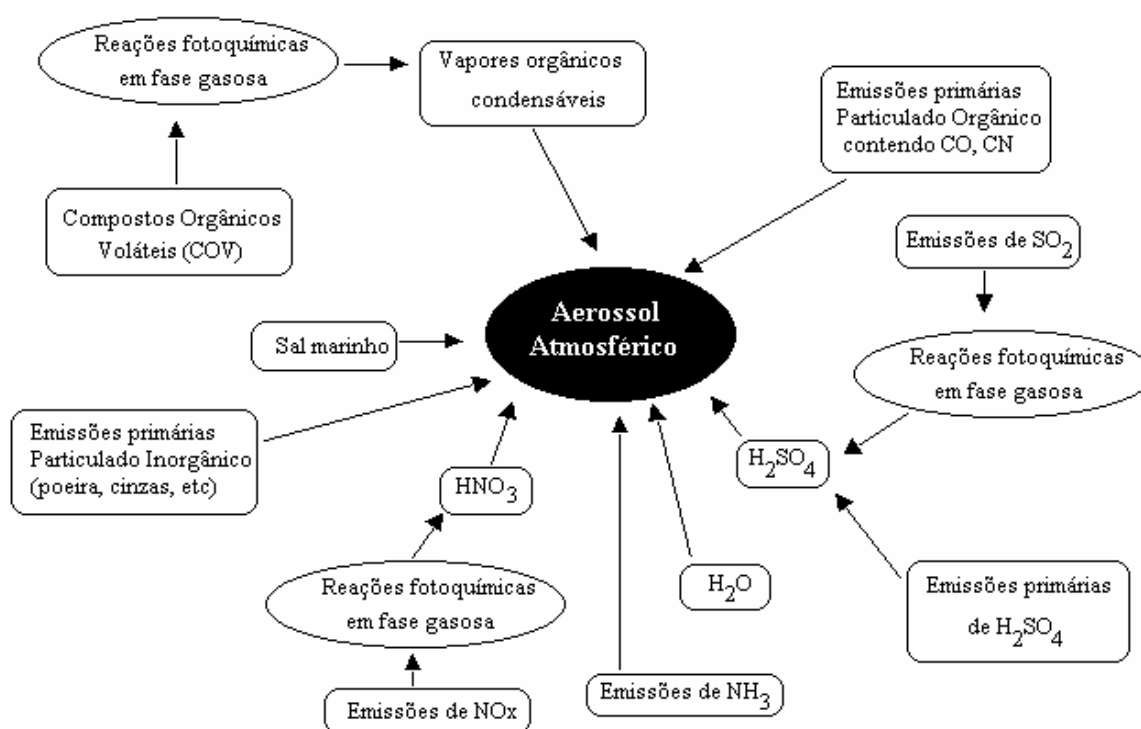 Reações fotoquímicas
em fase gasosa
Vapores orgânicos
condensáveis
Emissões primárias
Particulado Orgânico
contendo CO, CN
Compostos Orgânicos
Voláteis (COV)
Emissões de SO2
Aerossol
Atmosférico
Sal marinho
Reações fotoquímicas
em fase gasosa
Emissões primárias
Particulado Inorgânico
(poeira, cinzas, etc)
HNO3
H2SO4
Reações fotoquímicas
em fase gasosa
H2O
Emissões primárias
de H2SO4
Emissões de NOx
Emissões de NH3